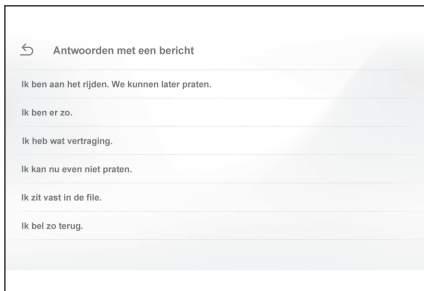 Antwoorden met een bericht
Ik ben aan het rijden. We kunnen later praten.
Ik ben er zo.
Ik heb wat vertraging.
Ik kan nu even niet praten.
Ik zit vast in de file.
Ik bel zo terug.